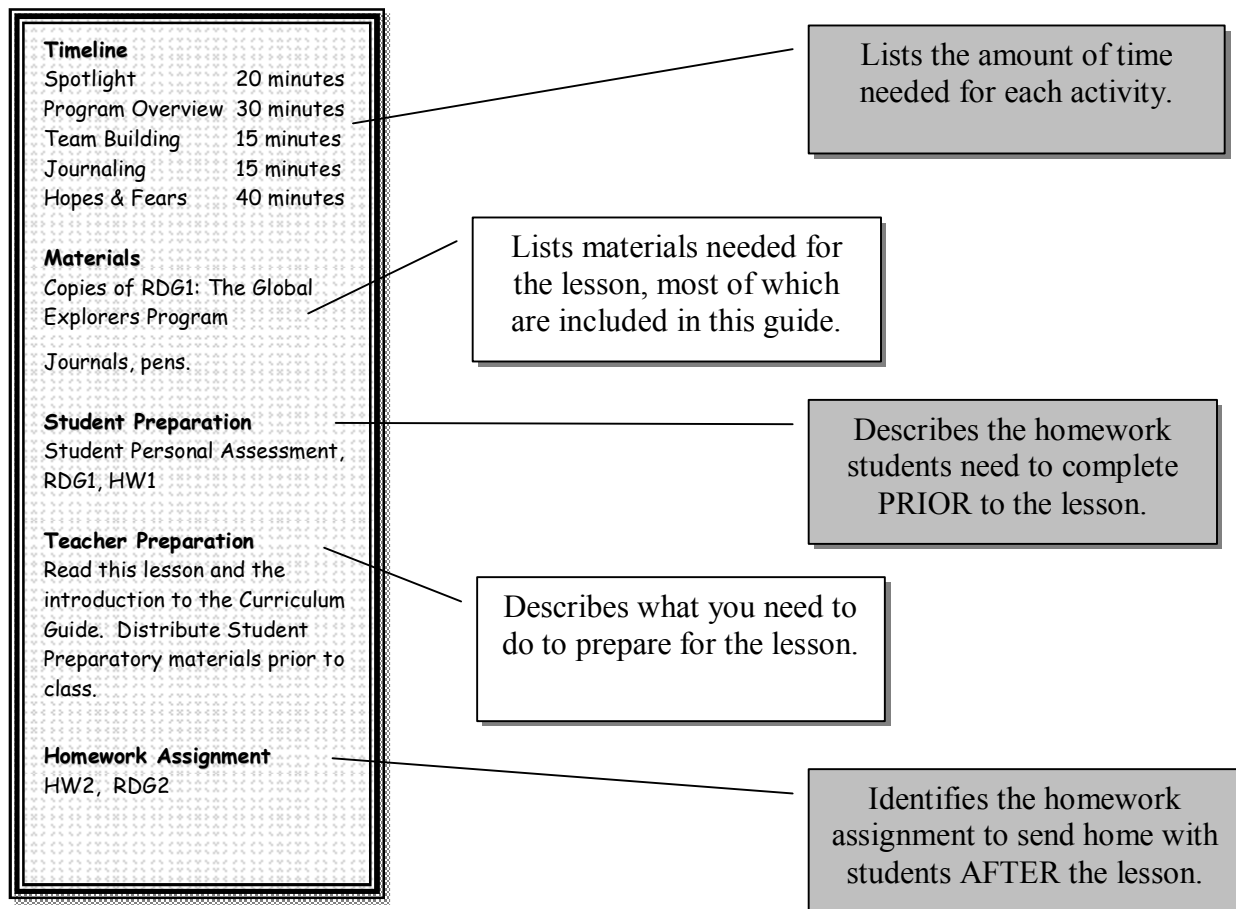 Timeline
Spotlight 20 minutes
Program Overview 30 minutes
Team Building 15 minutes
Journaling 15 minutes
Hopes & Fears 40 minutes
Materials
Copies of RDG1: The Global
Explorers Program
Journals, pens.
Student Preparation
Student Personal Assessment,
RDG1, HW1
Teacher Preparation
Read this lesson and the
introduction to the Curriculum
Guide. Distribute Student
Preparatory materials prior to
class.
Homework Assignment
HW2, RDG2
Lists the amount of time
needed for each activity.
Lists materials needed for
the lesson, most of which
are included in this guide.
Describes the homework
students need to complete
PRIOR to the lesson.
Describes what you need to
do to prepare for the lesson.
Identifies the homework
assignment to send home with
students AFTER the lesson.